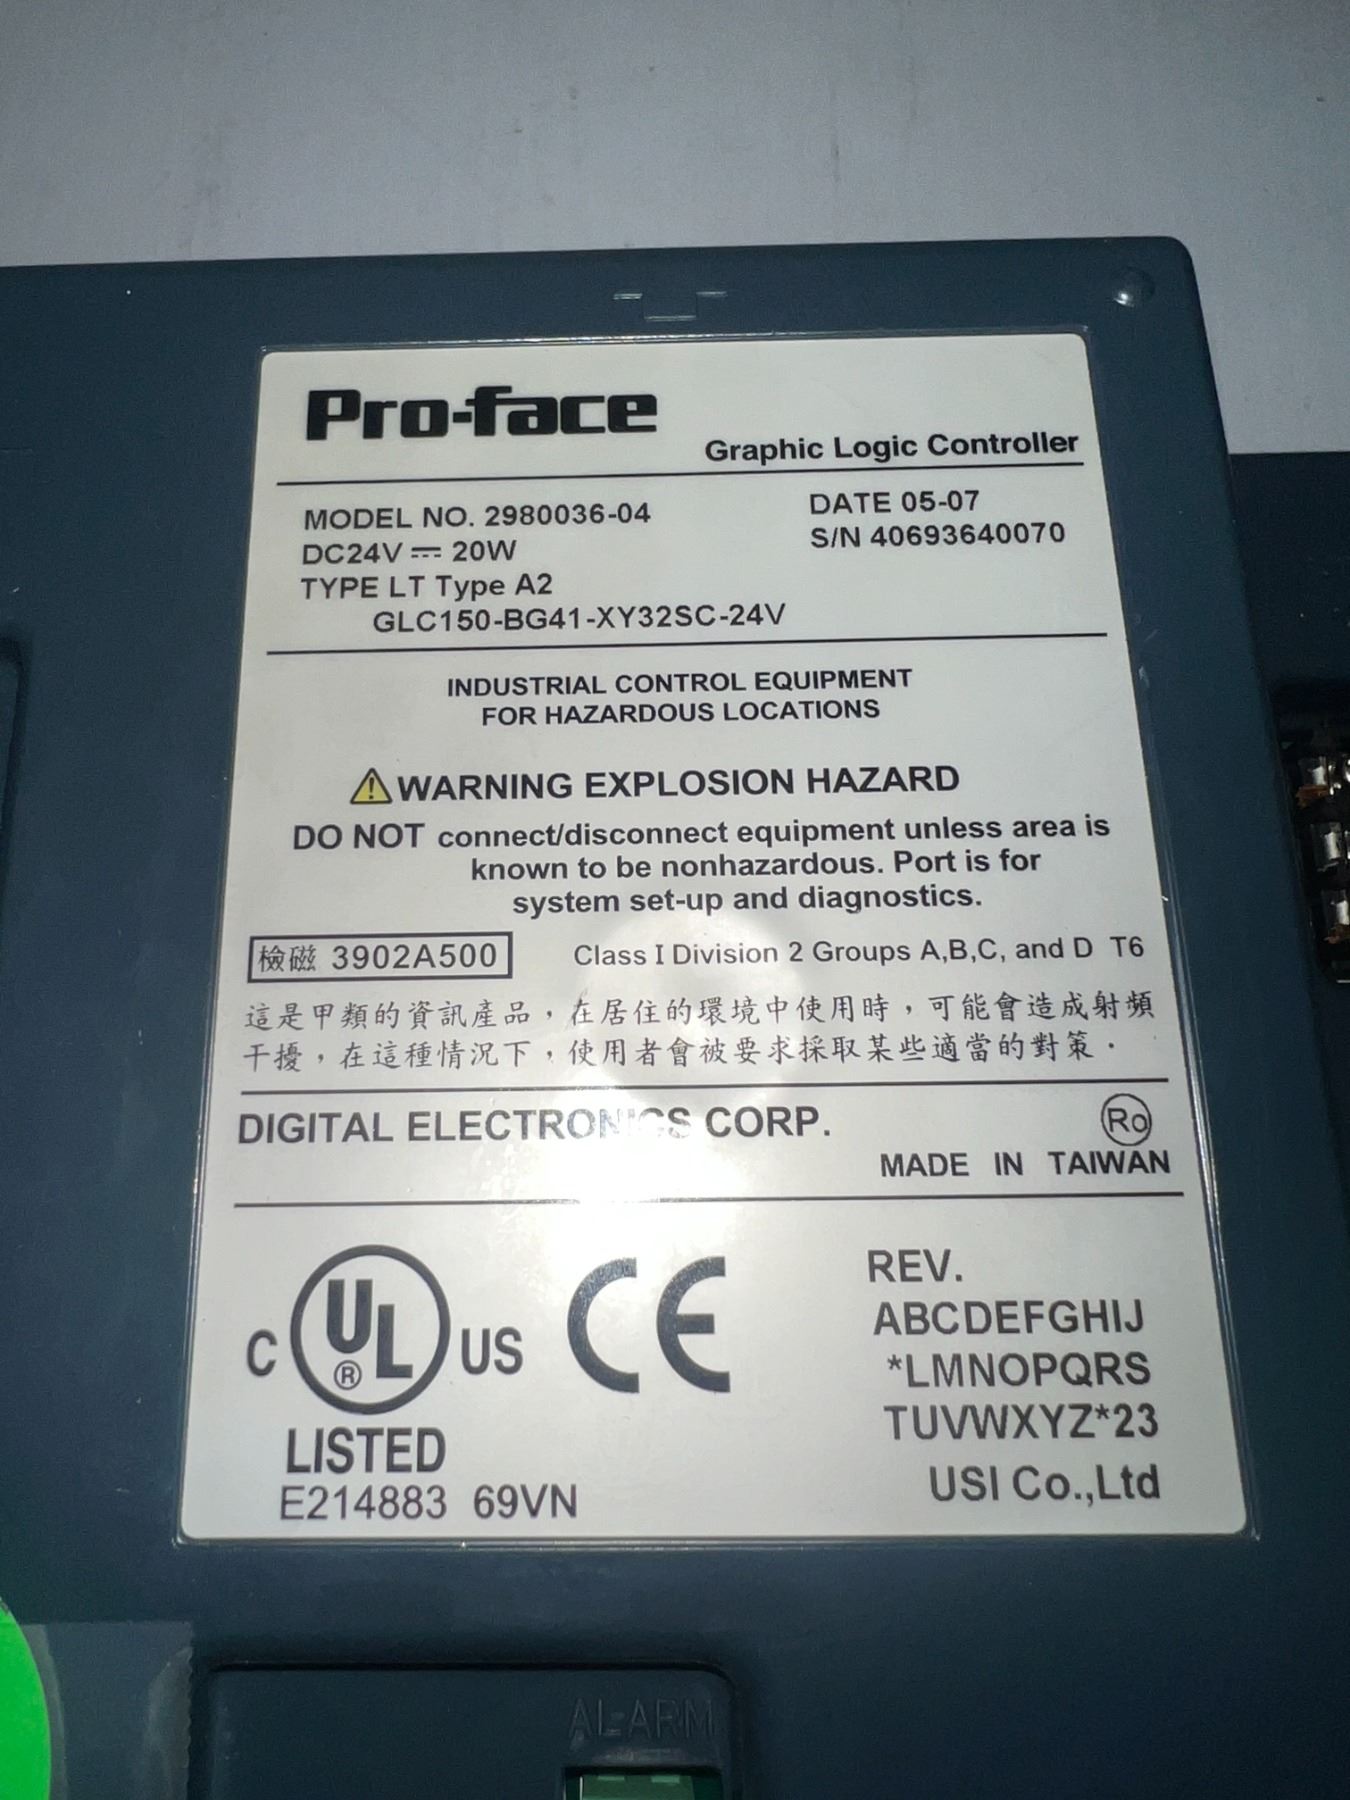 Pro-face
Graphic Logic Controller
MODEL NO. 2980036-04
DATE 05-07
DC24V ⎓ 20W
S/N 40693640070
TYPE LT Type A2
GLC150-BG41-XY32SC-24V
INDUSTRIAL CONTROL EQUIPMENT
FOR HAZARDOUS LOCATIONS
⚠WARNING EXPLOSION HAZARD
DO NOT connect/disconnect equipment unless area is
known to be nonhazardous. Port is for
system set-up and diagnostics.
檢磁 3902A500
Class I Division 2 Groups A,B,C, and D T6
這是甲類的資訊產品，在居住的環境中使用時，可能會造成射頻
干擾，在這種情況下，使用者會被要求採取某些適當的對策．
DIGITAL ELECTRONICS CORP.
Ro
MADE IN TAIWAN
C UL ® US CE
LISTED
E214883 69VN
REV.
ABCDEFGHIJ
*LMNOPQRS
TUVWXYZ*23
USI Co.,Ltd
ALARM